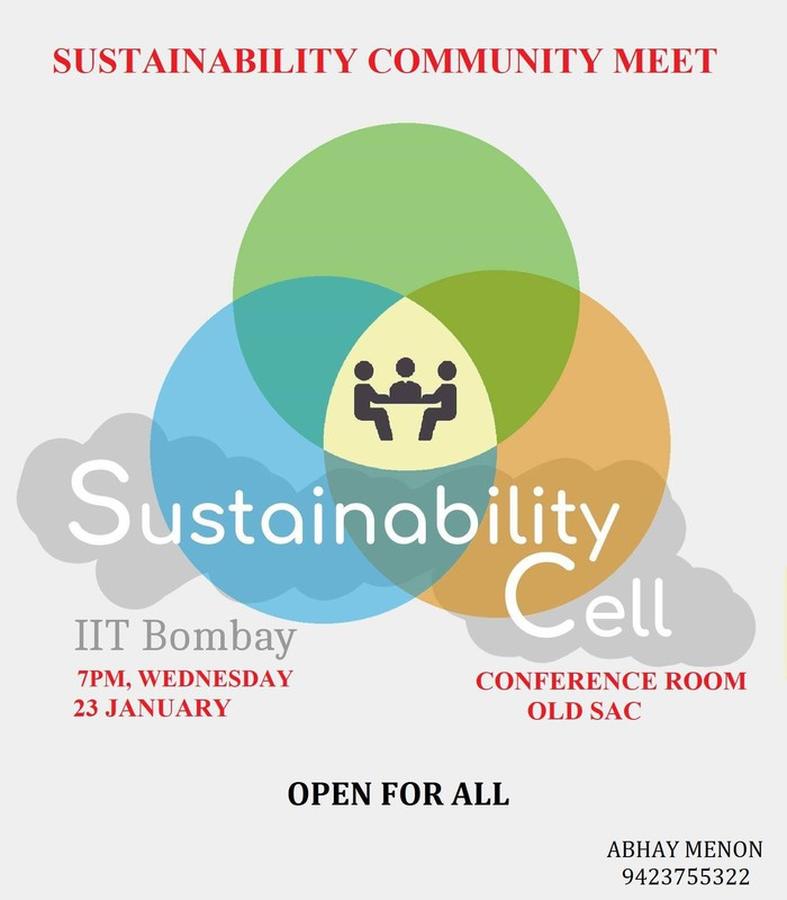 SUSTAINABILITY COMMUNITY MEET
Sustainability
Cell
IIT Bombay
7PM, WEDNESDAY
23 JANUARY
CONFERENCE ROOM
OLD SAC
OPEN FOR ALL
ABHAY MENON
9423755322